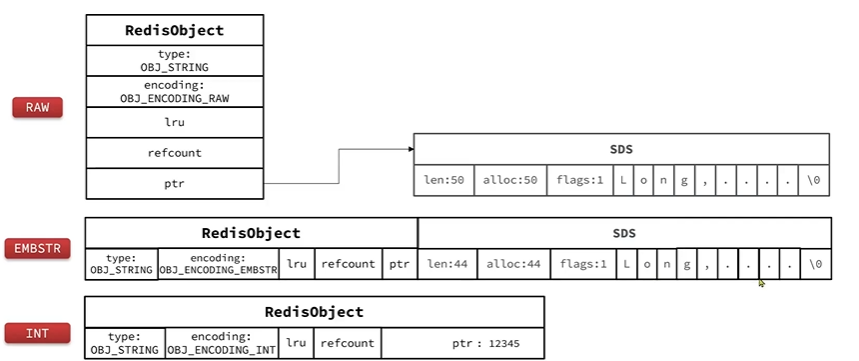 RedisObject
type:
OBJ_STRING
encoding:
OBJ_ENCODING_RAW
RAW
lru
refcount
ptr
SDS
len:50 alloc:50 flags:1 L o n g , . . . . \0
EMBSTR
RedisObject SDS
type:
OBJ_STRING
encoding:
OBJ_ENCODING_EMBSTR
lru refcount ptr len:44 alloc:44 flags:1 L o n g , . . . . \0
INT
RedisObject
type:
OBJ_STRING
encoding:
OBJ_ENCODING_INT
lru refcount ptr : 12345